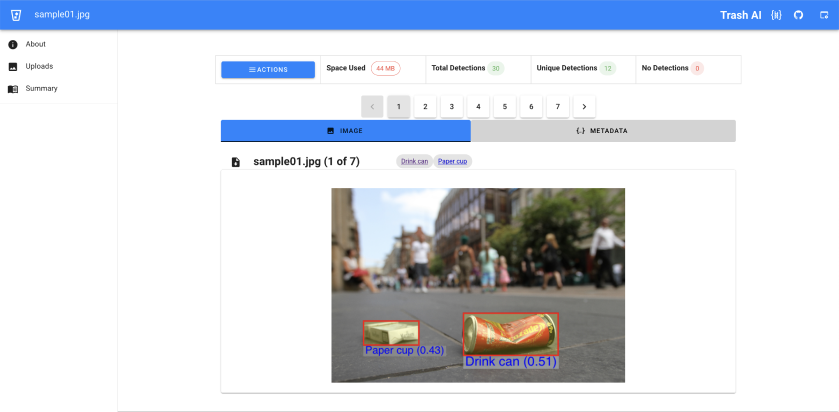 sample01.jpg
Trash AI
About
Uploads
Summary
ACTIONS
Space Used 44 MB
Total Detections 30
Unique Detections 12
No Detections 0
1 2 3 4 5 6 7
IMAGE
METADATA
sample01.jpg (1 of 7)
Drink can
Paper cup
Paper cup (0.43)
Drink can (0.51)